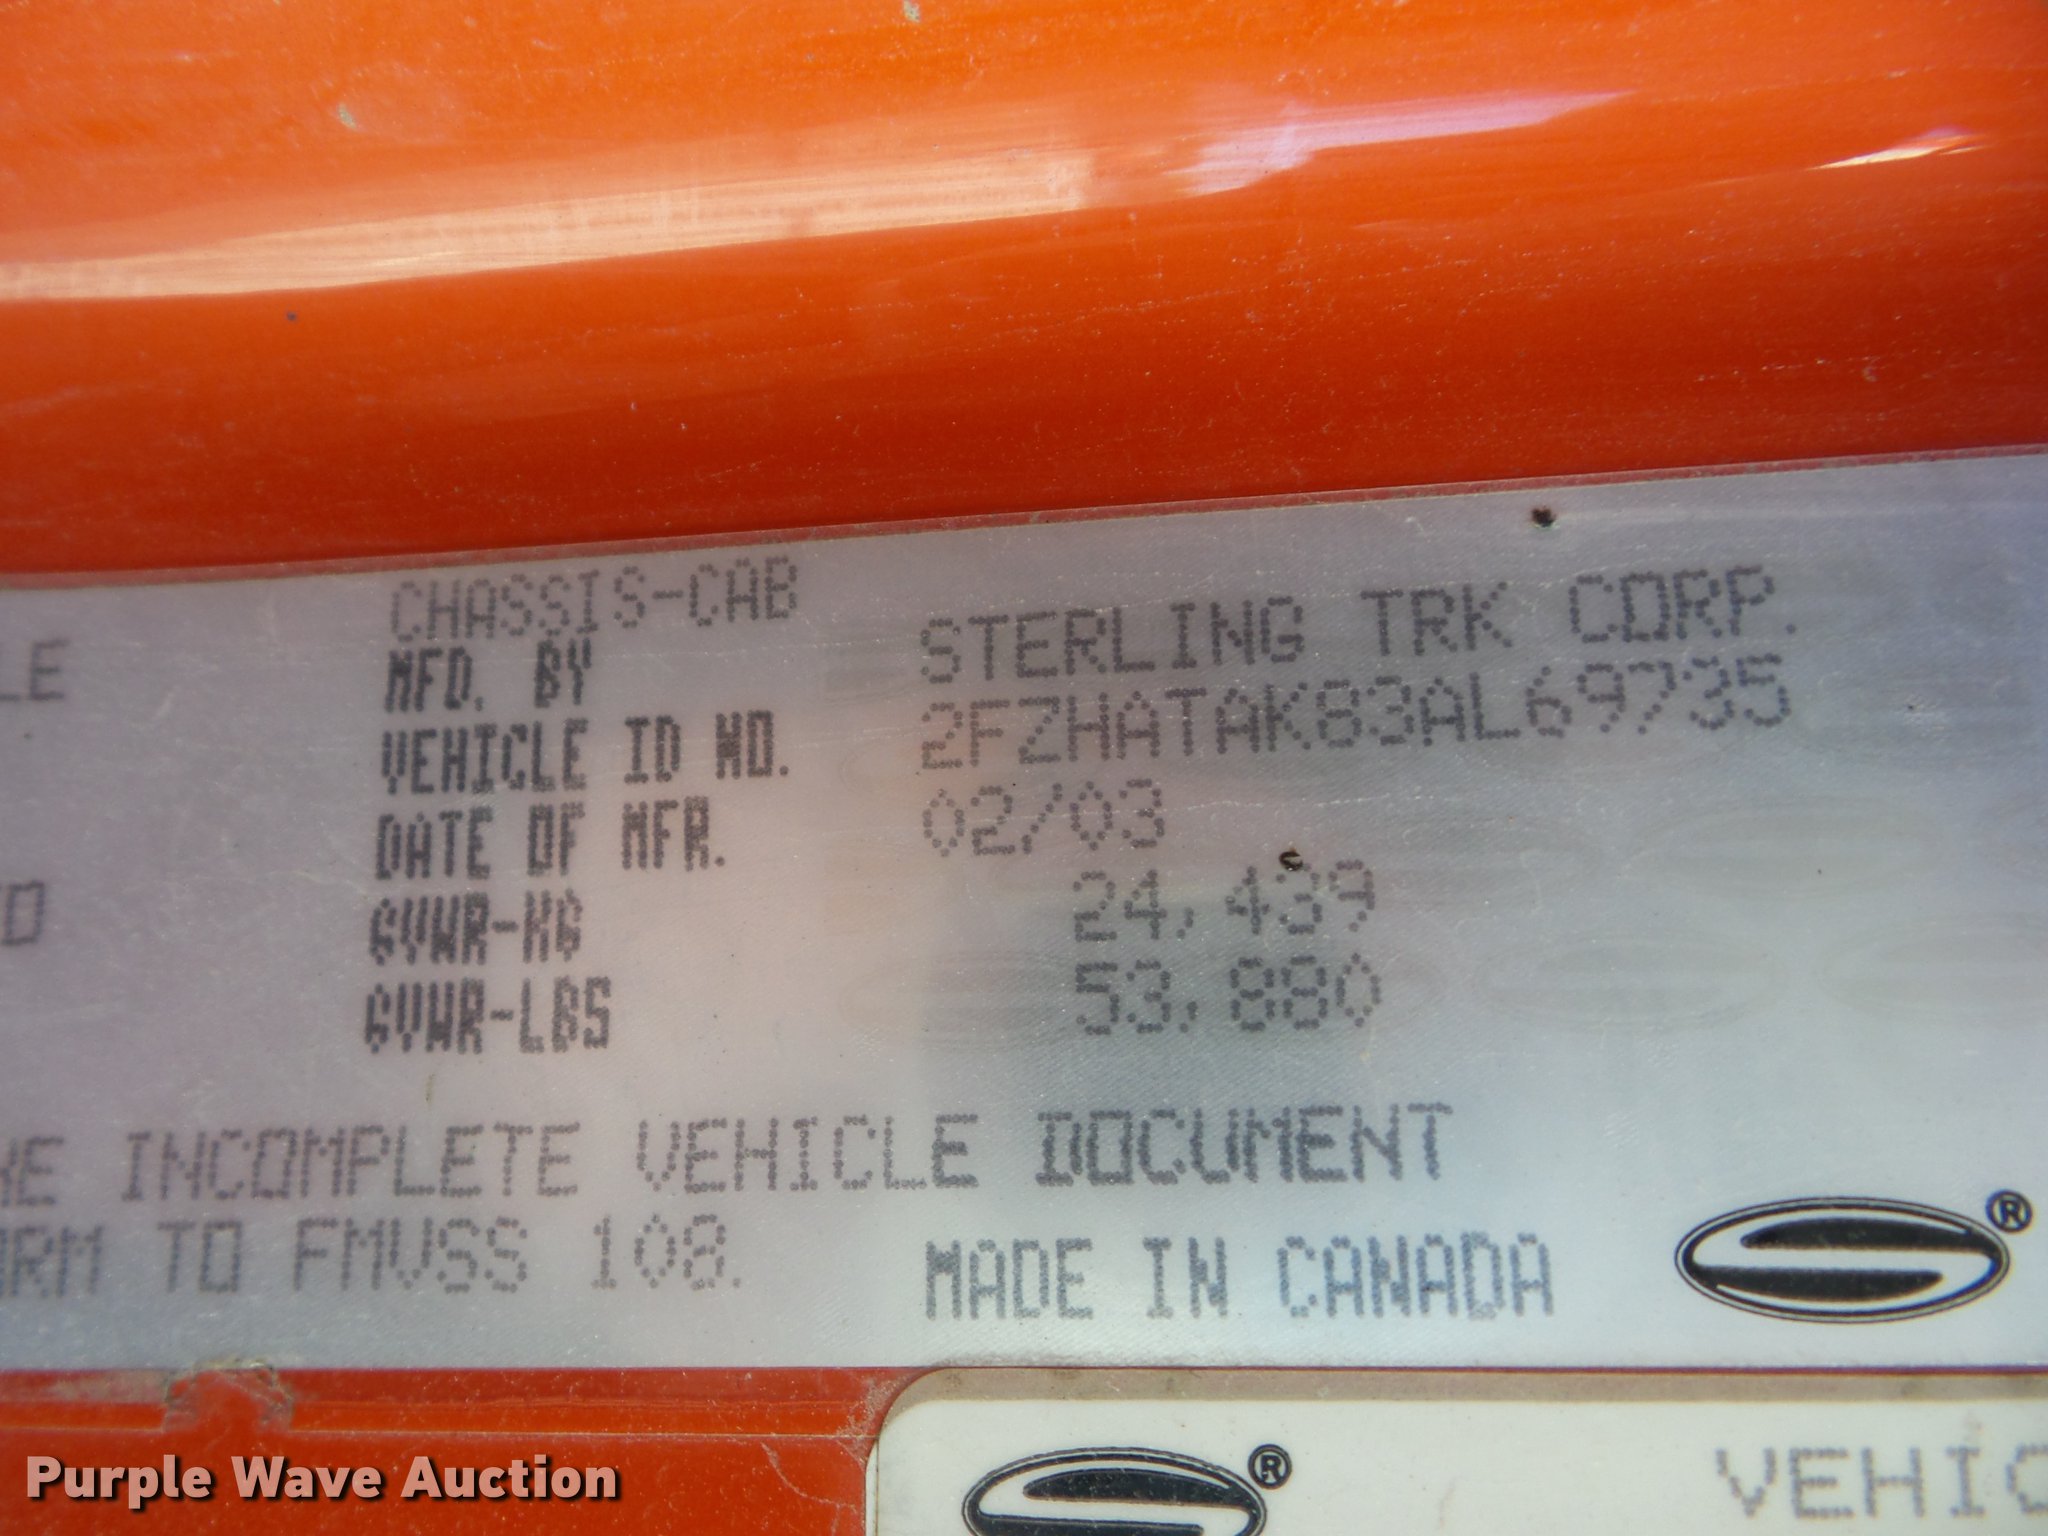 CHASSIS-CAB
LE
MFD. BY STERLING TRK CORP.
VEHICLE ID NO. 2FZHATAK83AL69735
DATE OF MFR. 02/03
GVWR-KG 24,439
GVWR-LBS 53,880
INCOMPLETE VEHICLE DOCUMENT
ORM TO FMVSS 108.
MADE IN CANADA
®
®
VEHIC
Purple Wave Auction